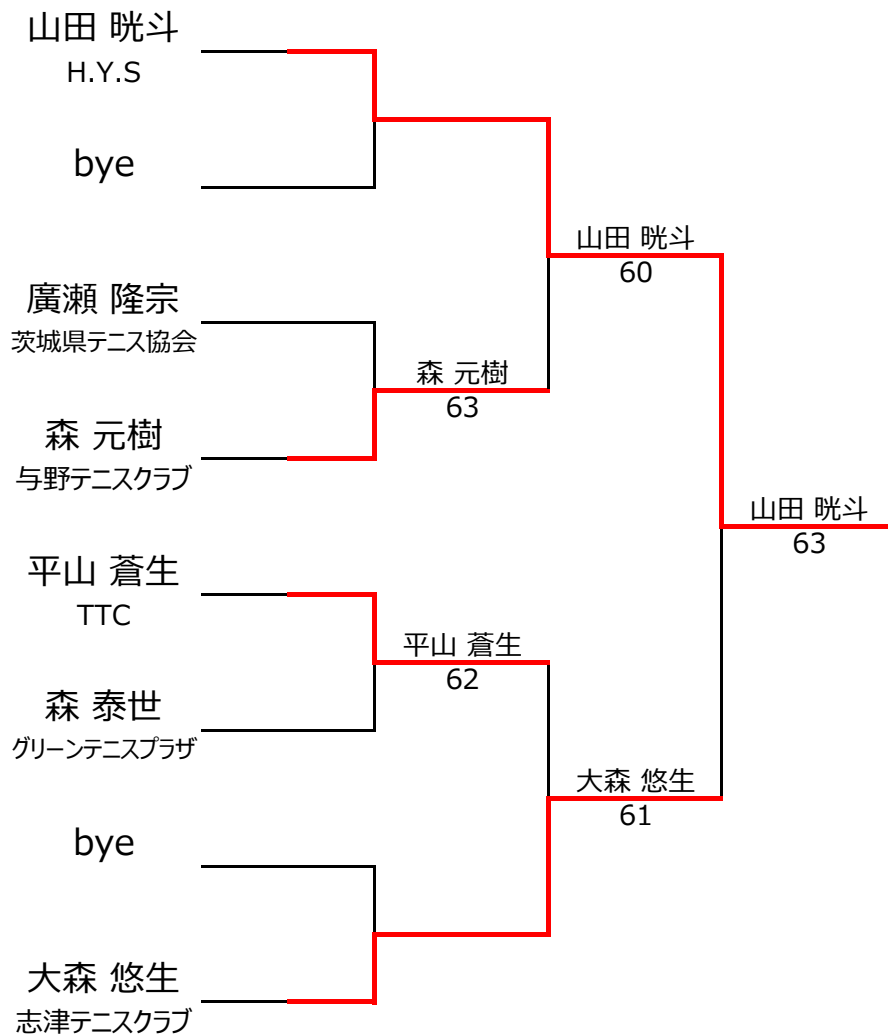 山田 晄斗
H.Y.S
bye
廣瀬 隆宗
茨城県テニス協会
森 元樹
与野テニスクラブ
平山 蒼生
TTC
森 泰世
グリーンテニスプラザ
bye
大森 悠生
志津テニスクラブ
森 元樹
63
平山 蒼生
62
山田 晄斗
60
大森 悠生
61
山田 晄斗
63